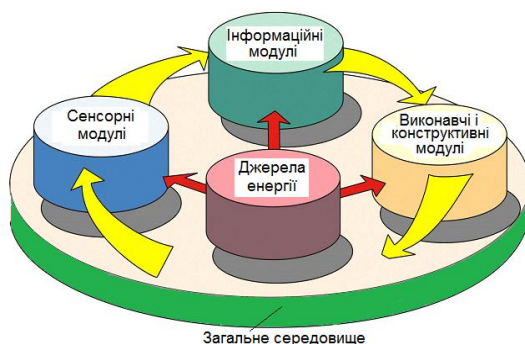 Інформаційні
модулі
Сенсорні
модулі
Виконавчі і
конструктивні
модулі
Джерела
енергії
Загальне середовище